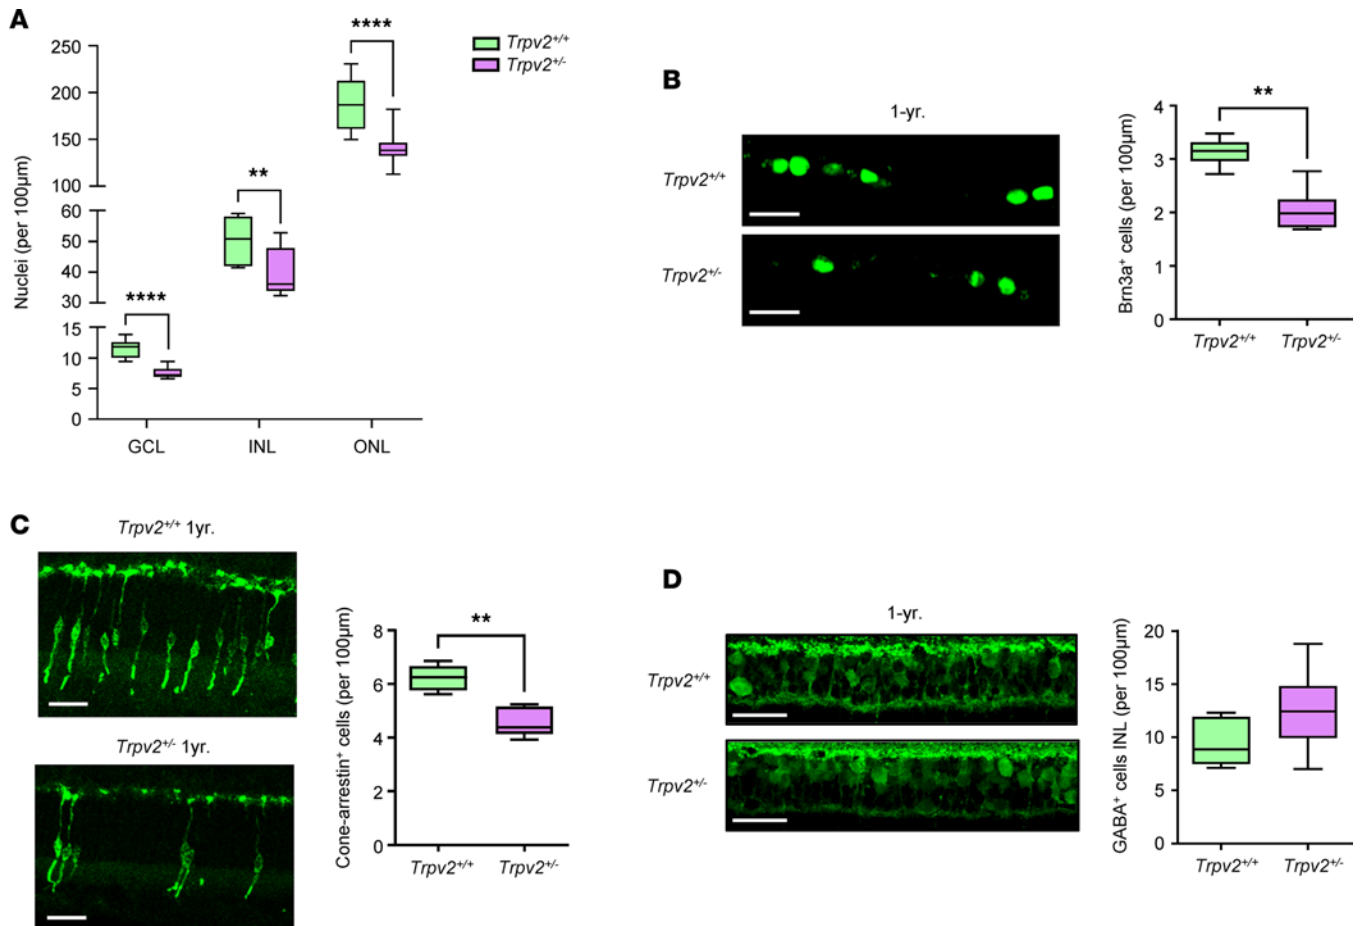 A
****
Trpv2+/+
Trpv2+/-
250
200
150
100
**
60
50
40
30
****
15
10
5
0
Nuclei (per 100μm)
GCL INL ONL
B
1-yr.
Trpv2+/+
Trpv2+/-
**
4
3
2
1
0
Brn3a+ cells (per 100μm)
Trpv2+/+ Trpv2+/-
C
Trpv2+/+ 1yr.
Trpv2+/- 1yr.
**
8
6
4
2
0
Cone-arrestin+ cells (per 100μm)
Trpv2+/+ Trpv2+/-
D
1-yr.
Trpv2+/+
Trpv2+/-
20
15
10
5
0
GABA+ cells INL (per 100μm)
Trpv2+/+ Trpv2+/-